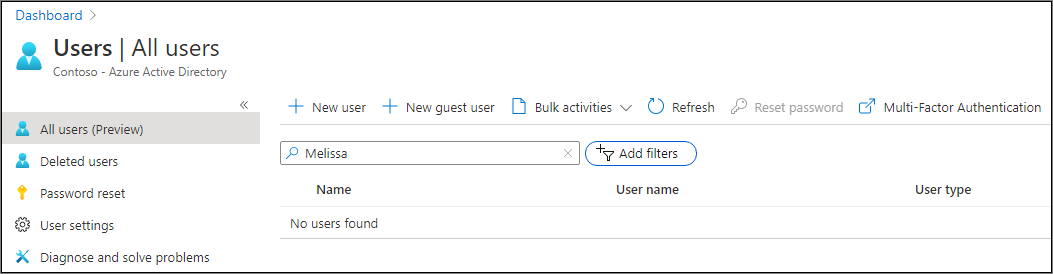 Dashboard >
Users | All users
Contoso - Azure Active Directory
«
All users (Preview)
Deleted users
Password reset
User settings
Diagnose and solve problems
+ New user + New guest user Bulk activities Refresh Reset password Multi-Factor Authentication
Melissa × Add filters
Name User name User type
No users found